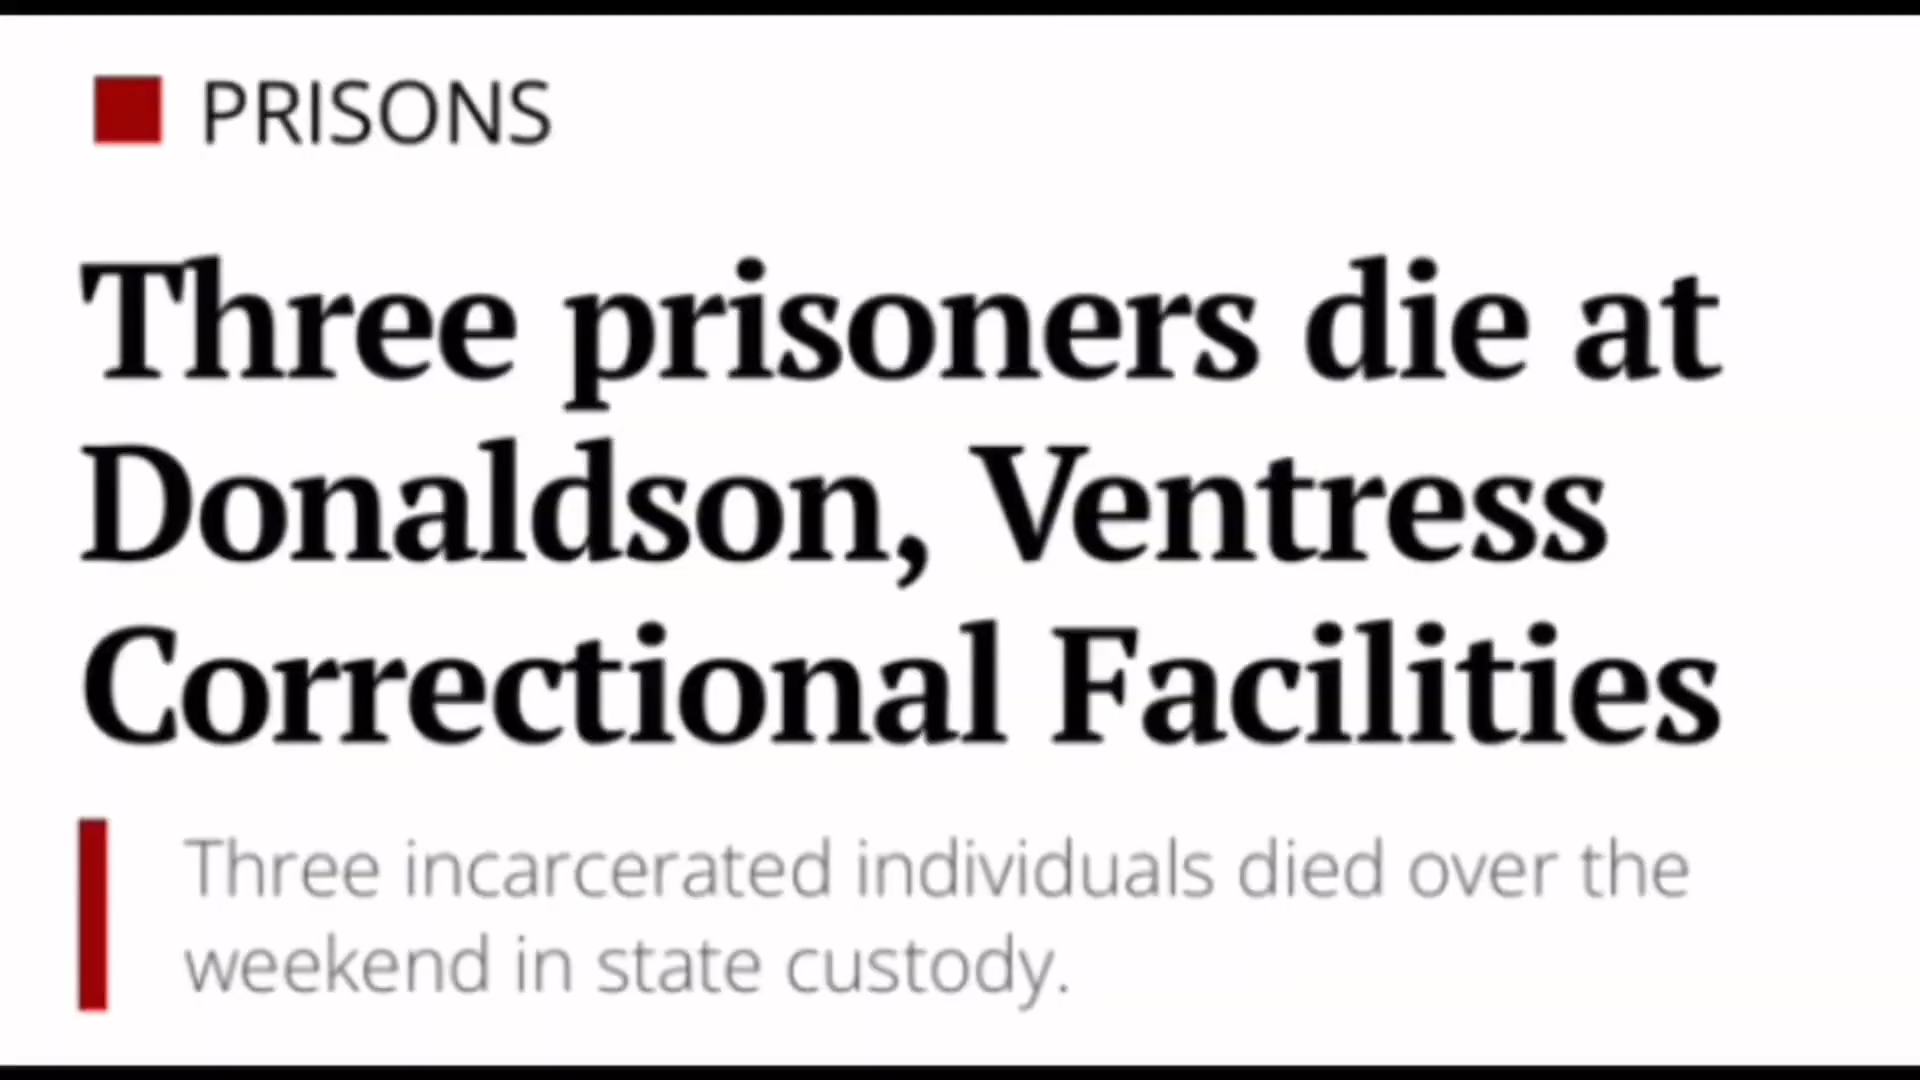 PRISONS
Three prisoners die at
Donaldson, Ventress
Correctional Facilities
Three incarcerated individuals died over the
weekend in state custody.